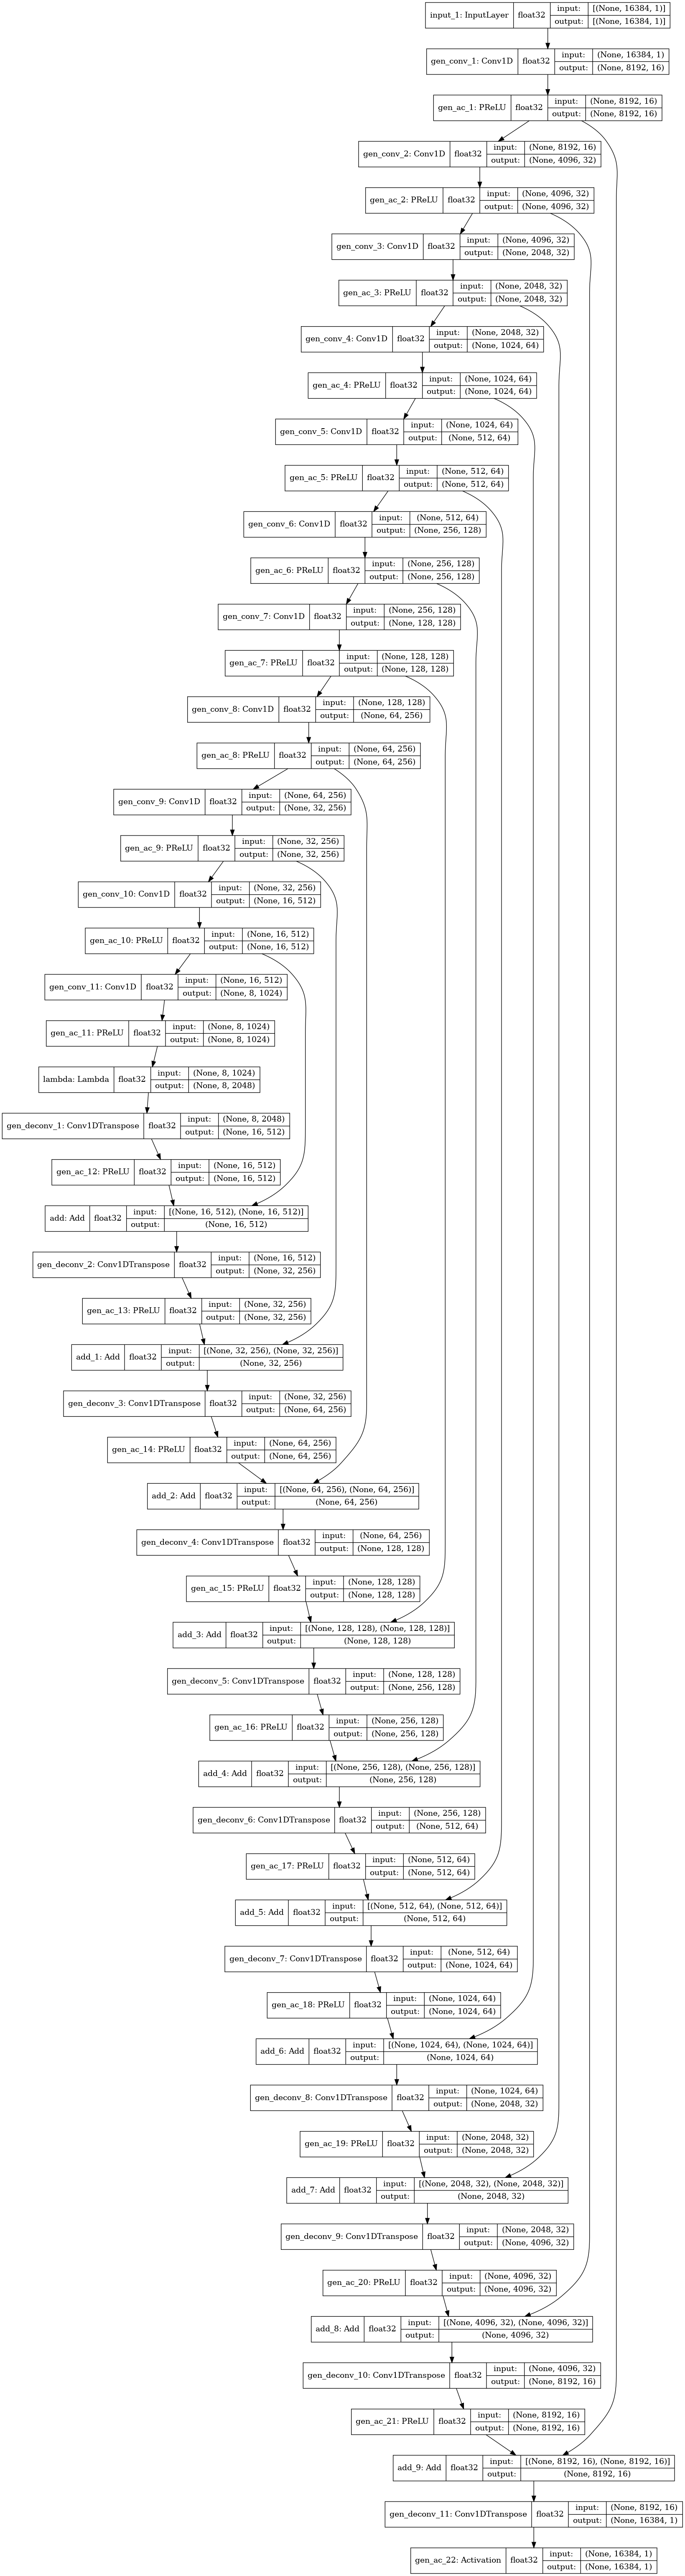 input_1: InputLayer float32 input: [(None, 16384, 1)]
output: [(None, 16384, 1)]
gen_conv_1: Conv1D float32 input: (None, 16384, 1)
output: (None, 8192, 16)
gen_ac_1: PReLU float32 input: (None, 8192, 16)
output: (None, 8192, 16)
gen_conv_2: Conv1D float32 input: (None, 8192, 16)
output: (None, 4096, 32)
gen_ac_2: PReLU float32 input: (None, 4096, 32)
output: (None, 4096, 32)
gen_conv_3: Conv1D float32 input: (None, 4096, 32)
output: (None, 2048, 32)
gen_ac_3: PReLU float32 input: (None, 2048, 32)
output: (None, 2048, 32)
gen_conv_4: Conv1D float32 input: (None, 2048, 32)
output: (None, 1024, 64)
gen_ac_4: PReLU float32 input: (None, 1024, 64)
output: (None, 1024, 64)
gen_conv_5: Conv1D float32 input: (None, 1024, 64)
output: (None, 512, 64)
gen_ac_5: PReLU float32 input: (None, 512, 64)
output: (None, 512, 64)
gen_conv_6: Conv1D float32 input: (None, 512, 64)
output: (None, 256, 128)
gen_ac_6: PReLU float32 input: (None, 256, 128)
output: (None, 256, 128)
gen_conv_7: Conv1D float32 input: (None, 256, 128)
output: (None, 128, 128)
gen_ac_7: PReLU float32 input: (None, 128, 128)
output: (None, 128, 128)
gen_conv_8: Conv1D float32 input: (None, 128, 128)
output: (None, 64, 256)
gen_ac_8: PReLU float32 input: (None, 64, 256)
output: (None, 64, 256)
gen_conv_9: Conv1D float32 input: (None, 64, 256)
output: (None, 32, 256)
gen_ac_9: PReLU float32 input: (None, 32, 256)
output: (None, 32, 256)
gen_conv_10: Conv1D float32 input: (None, 32, 256)
output: (None, 16, 512)
gen_ac_10: PReLU float32 input: (None, 16, 512)
output: (None, 16, 512)
gen_conv_11: Conv1D float32 input: (None, 16, 512)
output: (None, 8, 1024)
gen_ac_11: PReLU float32 input: (None, 8, 1024)
output: (None, 8, 1024)
lambda: Lambda float32 input: (None, 8, 1024)
output: (None, 8, 2048)
gen_deconv_1: Conv1DTranspose float32 input: (None, 8, 2048)
output: (None, 16, 512)
gen_ac_12: PReLU float32 input: (None, 16, 512)
output: (None, 16, 512)
add: Add float32 input: [(None, 16, 512), (None, 16, 512)]
output: (None, 16, 512)
gen_deconv_2: Conv1DTranspose float32 input: (None, 16, 512)
output: (None, 32, 256)
gen_ac_13: PReLU float32 input: (None, 32, 256)
output: (None, 32, 256)
add_1: Add float32 input: [(None, 32, 256), (None, 32, 256)]
output: (None, 32, 256)
gen_deconv_3: Conv1DTranspose float32 input: (None, 32, 256)
output: (None, 64, 256)
gen_ac_14: PReLU float32 input: (None, 64, 256)
output: (None, 64, 256)
add_2: Add float32 input: [(None, 64, 256), (None, 64, 256)]
output: (None, 64, 256)
gen_deconv_4: Conv1DTranspose float32 input: (None, 64, 256)
output: (None, 128, 128)
gen_ac_15: PReLU float32 input: (None, 128, 128)
output: (None, 128, 128)
add_3: Add float32 input: [(None, 128, 128), (None, 128, 128)]
output: (None, 128, 128)
gen_deconv_5: Conv1DTranspose float32 input: (None, 128, 128)
output: (None, 256, 128)
gen_ac_16: PReLU float32 input: (None, 256, 128)
output: (None, 256, 128)
add_4: Add float32 input: [(None, 256, 128), (None, 256, 128)]
output: (None, 256, 128)
gen_deconv_6: Conv1DTranspose float32 input: (None, 256, 128)
output: (None, 512, 64)
gen_ac_17: PReLU float32 input: (None, 512, 64)
output: (None, 512, 64)
add_5: Add float32 input: [(None, 512, 64), (None, 512, 64)]
output: (None, 512, 64)
gen_deconv_7: Conv1DTranspose float32 input: (None, 512, 64)
output: (None, 1024, 64)
gen_ac_18: PReLU float32 input: (None, 1024, 64)
output: (None, 1024, 64)
add_6: Add float32 input: [(None, 1024, 64), (None, 1024, 64)]
output: (None, 1024, 64)
gen_deconv_8: Conv1DTranspose float32 input: (None, 1024, 64)
output: (None, 2048, 32)
gen_ac_19: PReLU float32 input: (None, 2048, 32)
output: (None, 2048, 32)
add_7: Add float32 input: [(None, 2048, 32), (None, 2048, 32)]
output: (None, 2048, 32)
gen_deconv_9: Conv1DTranspose float32 input: (None, 2048, 32)
output: (None, 4096, 32)
gen_ac_20: PReLU float32 input: (None, 4096, 32)
output: (None, 4096, 32)
add_8: Add float32 input: [(None, 4096, 32), (None, 4096, 32)]
output: (None, 4096, 32)
gen_deconv_10: Conv1DTranspose float32 input: (None, 4096, 32)
output: (None, 8192, 16)
gen_ac_21: PReLU float32 input: (None, 8192, 16)
output: (None, 8192, 16)
add_9: Add float32 input: [(None, 8192, 16), (None, 8192, 16)]
output: (None, 8192, 16)
gen_deconv_11: Conv1DTranspose float32 input: (None, 8192, 16)
output: (None, 16384, 1)
gen_ac_22: Activation float32 input: (None, 16384, 1)
output: (None, 16384, 1)